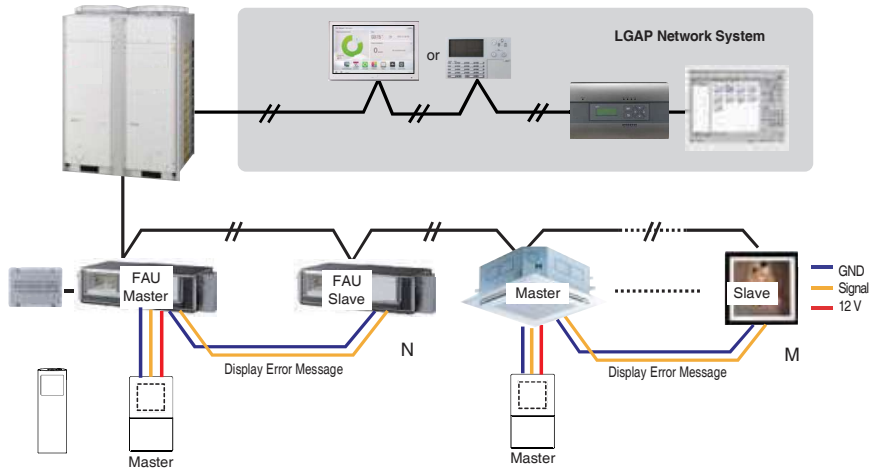 LGAP Network System
or
FAU
Master
FAU
Slave
Master
Slave
GND
Signal
12 V
N
M
Display Error Message
Display Error Message
Master
Master